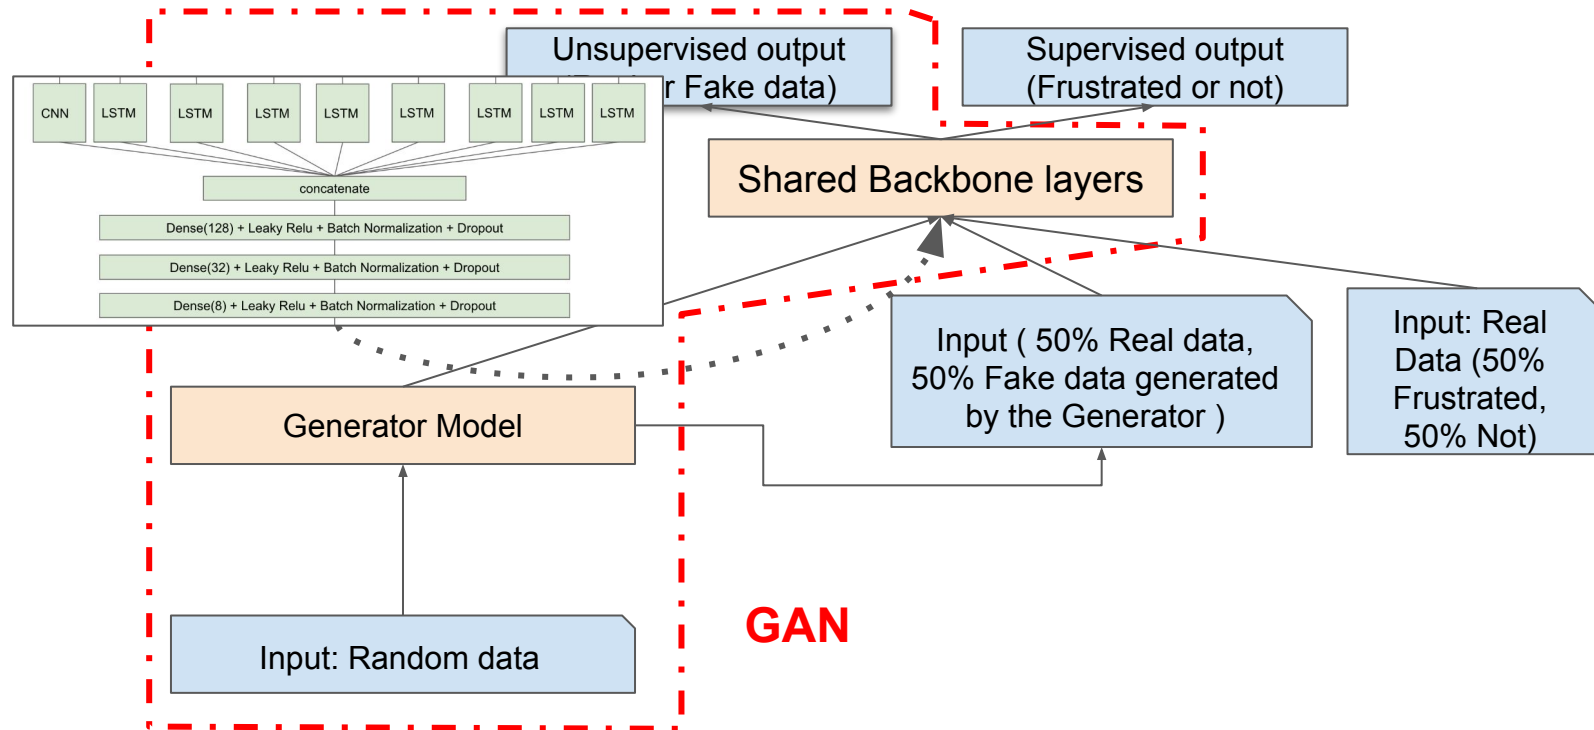 Unsupervised output
r Fake data)
Supervised output
(Frustrated or not)
CNN
LSTM
LSTM
LSTM
LSTM
LSTM
LSTM
LSTM
LSTM
concatenate
Dense(128) + Leaky Relu + Batch Normalization + Dropout
Dense(32) + Leaky Relu + Batch Normalization + Dropout
Dense(8) + Leaky Relu + Batch Normalization + Dropout
Shared Backbone layers
Input ( 50% Real data,
50% Fake data generated
by the Generator )
Input: Real
Data (50%
Frustrated,
50% Not)
Generator Model
Input: Random data
GAN